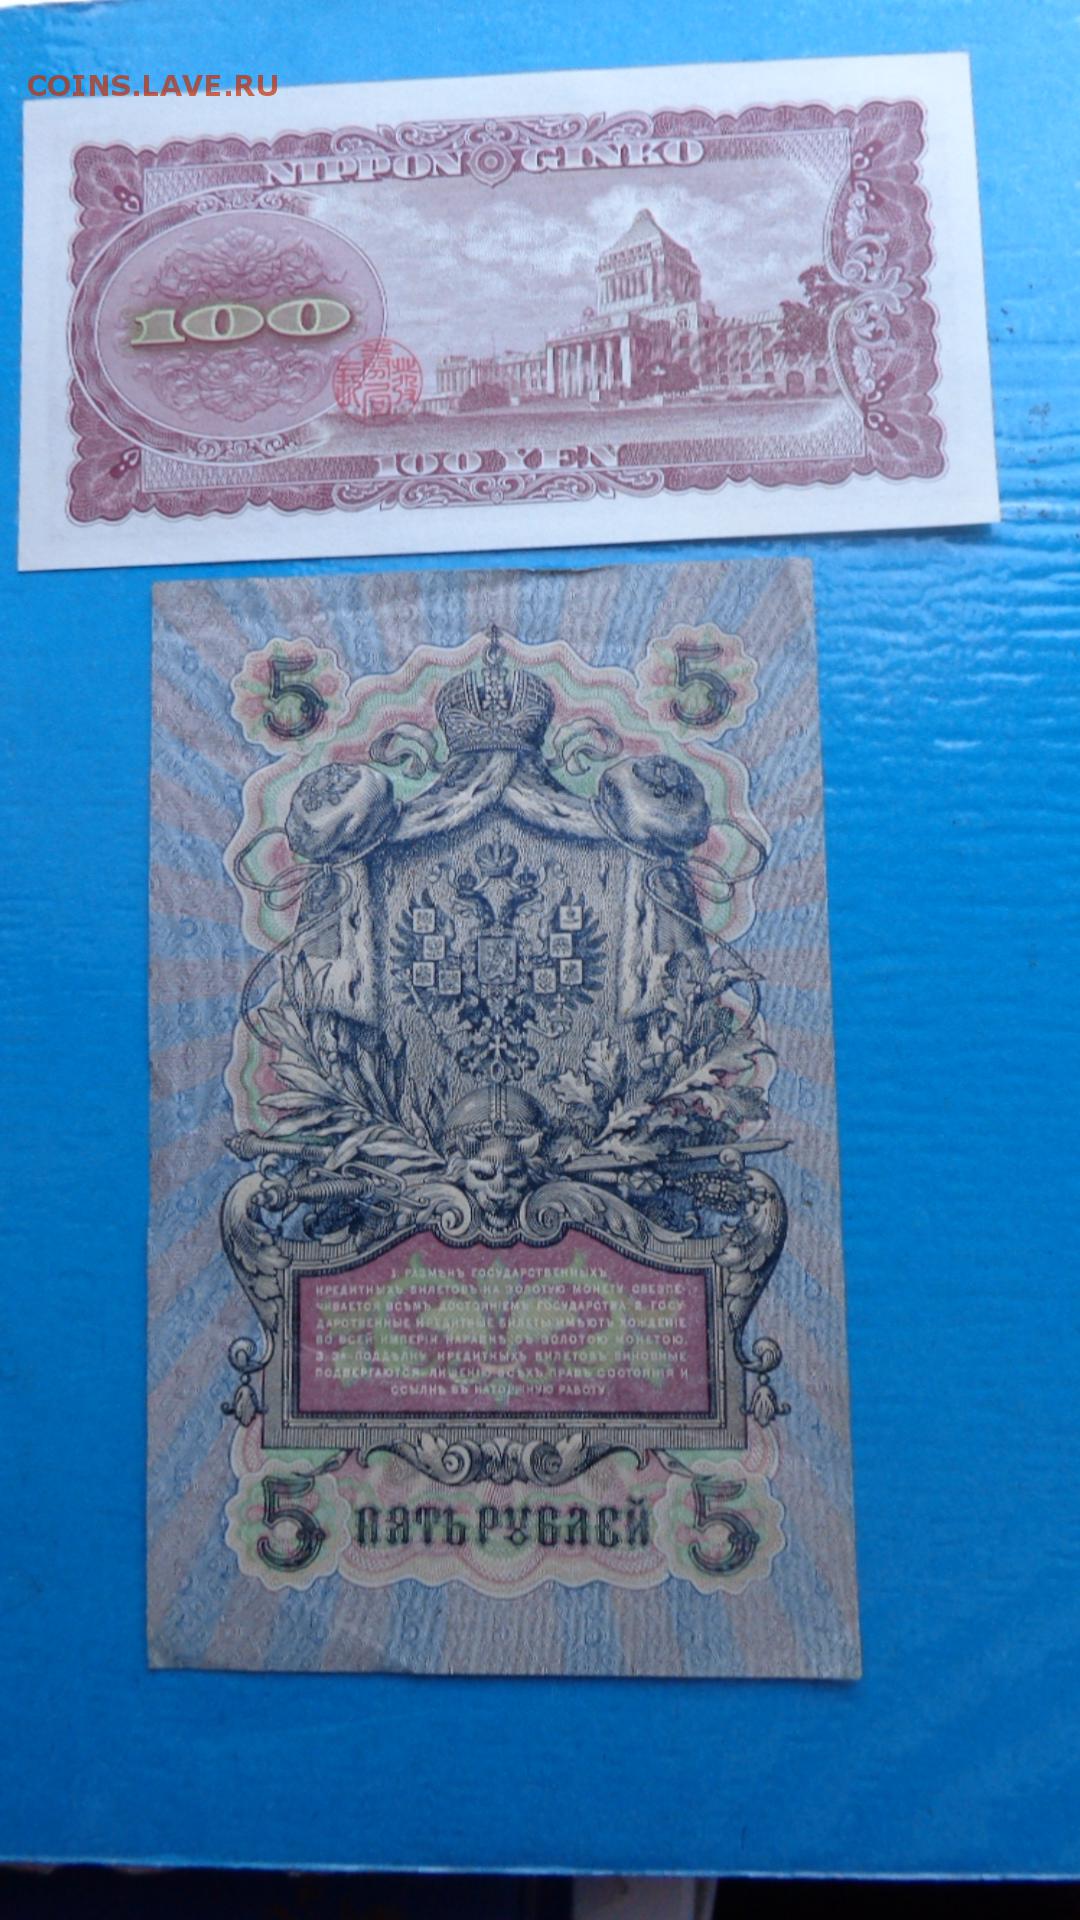 COINS.LAVE.RU
NIPPON GINKO
100
100 YEN
5 5
1. РАЗМѢНЪ ГОСУДАРСТВЕННЫХЪ
КРЕДИТНЫХЪ БИЛЕТОВЪ НА ЗОЛОТУЮ МОНЕТУ ОБЕЗПЕ-
ЧИВАЕТСЯ ВСѢМЪ ДОСТОЯНІЕМЪ ГОСУДАРСТВА. 2. ГОСУ-
ДАРСТВЕННЫЕ КРЕДИТНЫЕ БИЛЕТЫ ИМѢЮТЪ ХОЖДЕНІЕ
ВО ВСЕЙ ИМПЕРІИ НАРАВНѢ СЪ ЗОЛОТОЮ МОНЕТОЮ.
3. ЗА ПОДДѢЛКУ КРЕДИТНЫХЪ БИЛЕТОВЪ ВИНОВНЫЕ
ПОДВЕРГАЮТСЯ ЛИШЕНІЮ ВСѢХЪ ПРАВЪ СОСТОЯНІЯ И
ССЫЛКѢ ВЪ КАТОРЖНУЮ РАБОТУ.
5 ПЯТЬ РУБЛЕЙ 5